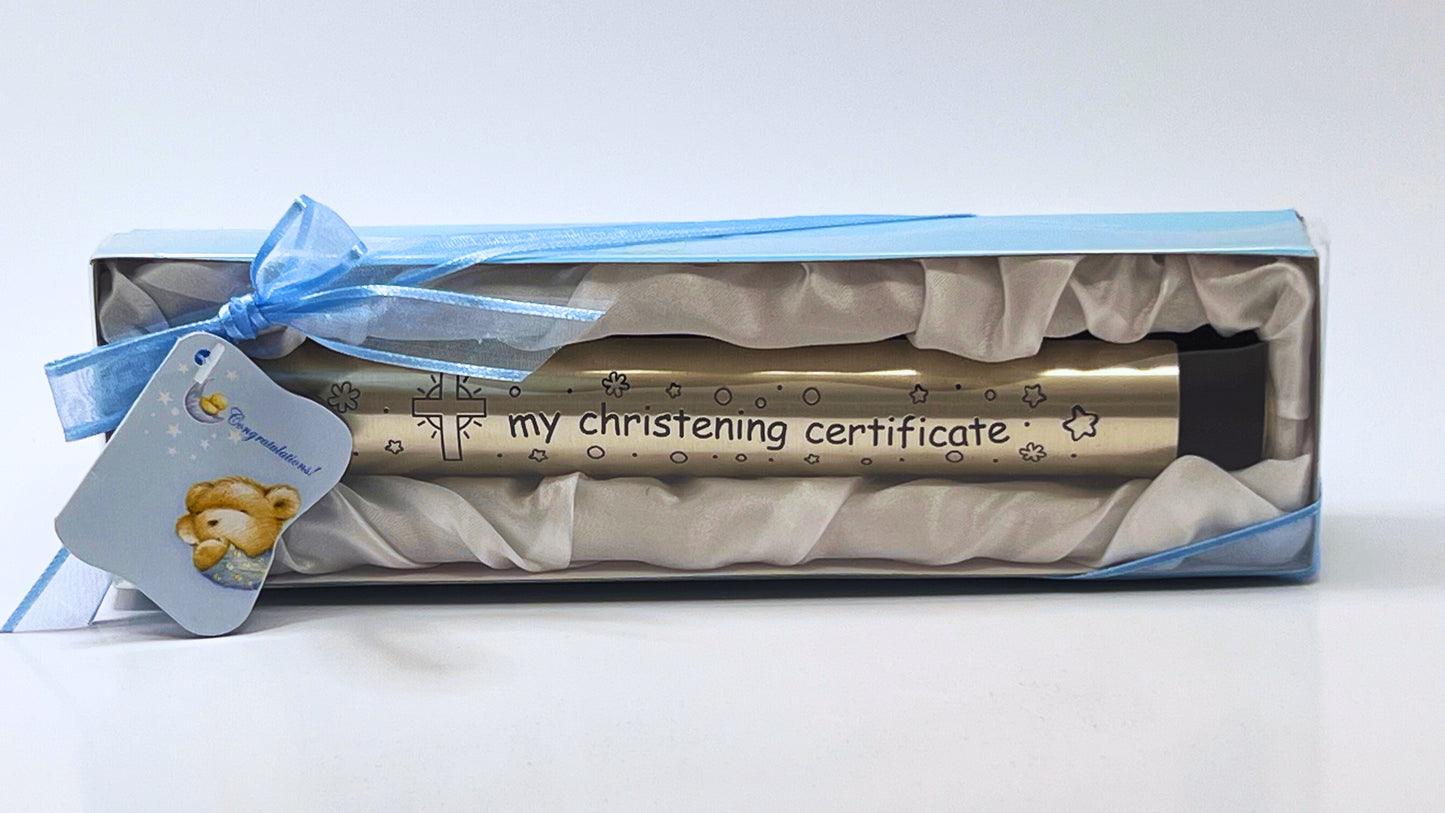 my christening certificate
Congratulations!